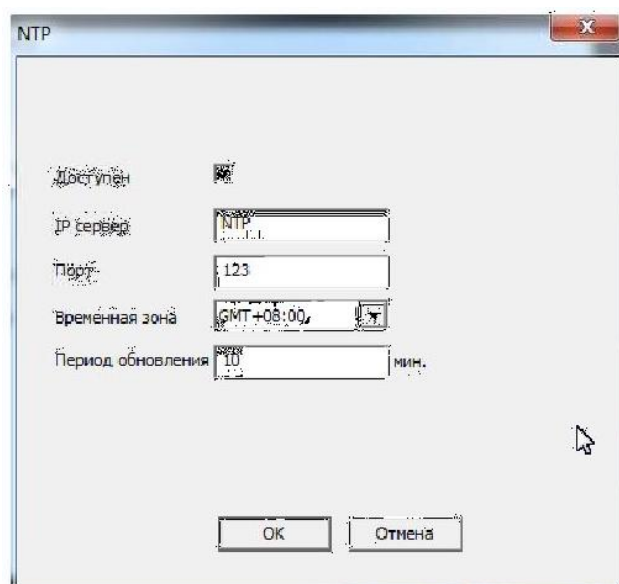 NTP
Доступен
IP сервер NTP
Порт 123
Временная зона GMT+08:00
Период обновления 10 мин.
OK Отмена